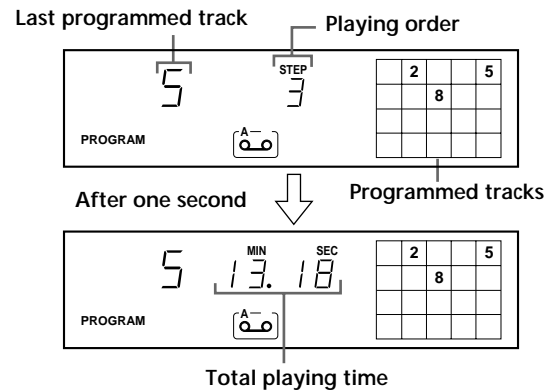 Last programmed track
Playing order
STEP
5 3
2 5
8
PROGRAM
A
After one second
Programmed tracks
MIN SEC
5 13. 18
2 5
8
PROGRAM
A
Total playing time